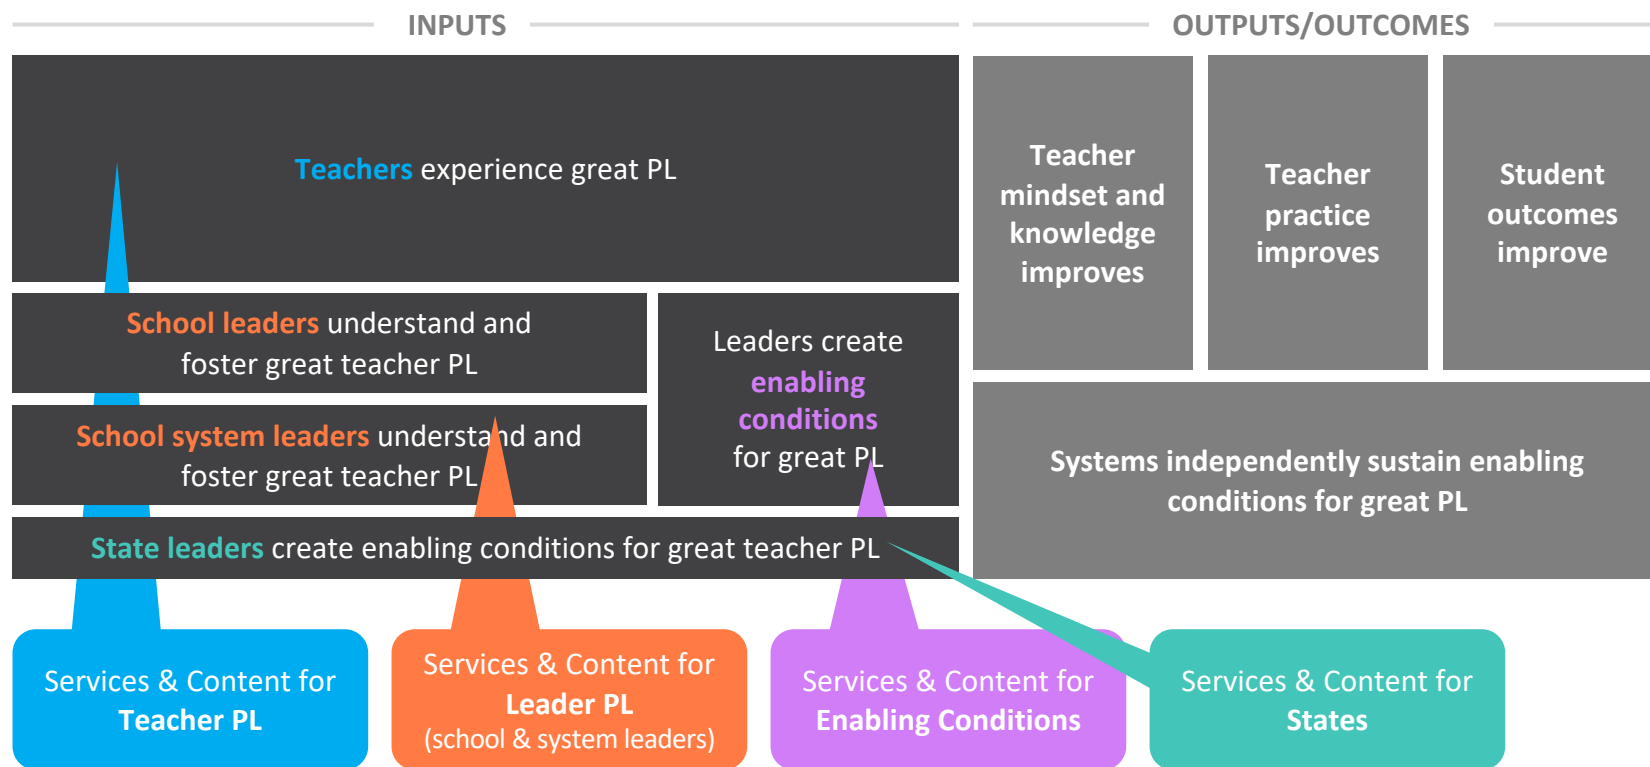 INPUTS
OUTPUTS/OUTCOMES
Teachers experience great PL
School leaders understand and
foster great teacher PL
School system leaders understand and
foster great teacher PL
Leaders create
enabling
conditions
for great PL
State leaders create enabling conditions for great teacher PL
Teacher
mindset and
knowledge
improves
Teacher
practice
improves
Student
outcomes
improve
Systems independently sustain enabling
conditions for great PL
Services & Content for
Teacher PL
Services & Content for
Leader PL
(school & system leaders)
Services & Content for
Enabling Conditions
Services & Content for
States